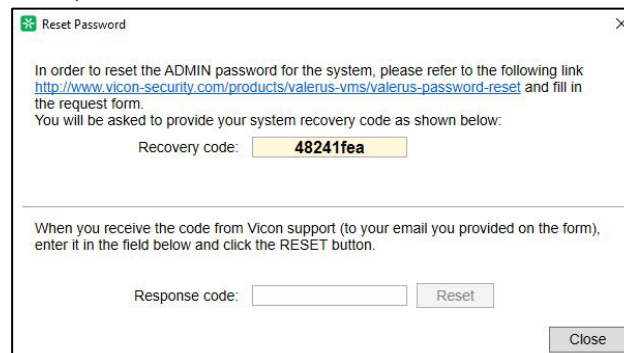 Reset Password
In order to reset the ADMIN password for the system, please refer to the following link
http://www.vicon-security.com/products/valerus-vms/valerus-password-reset and fill in
the request form.
You will be asked to provide your system recovery code as shown below:
Recovery code: 48241fea
When you receive the code from Vicon support (to your email you provided on the form),
enter it in the field below and click the RESET button.
Response code: Reset
Close